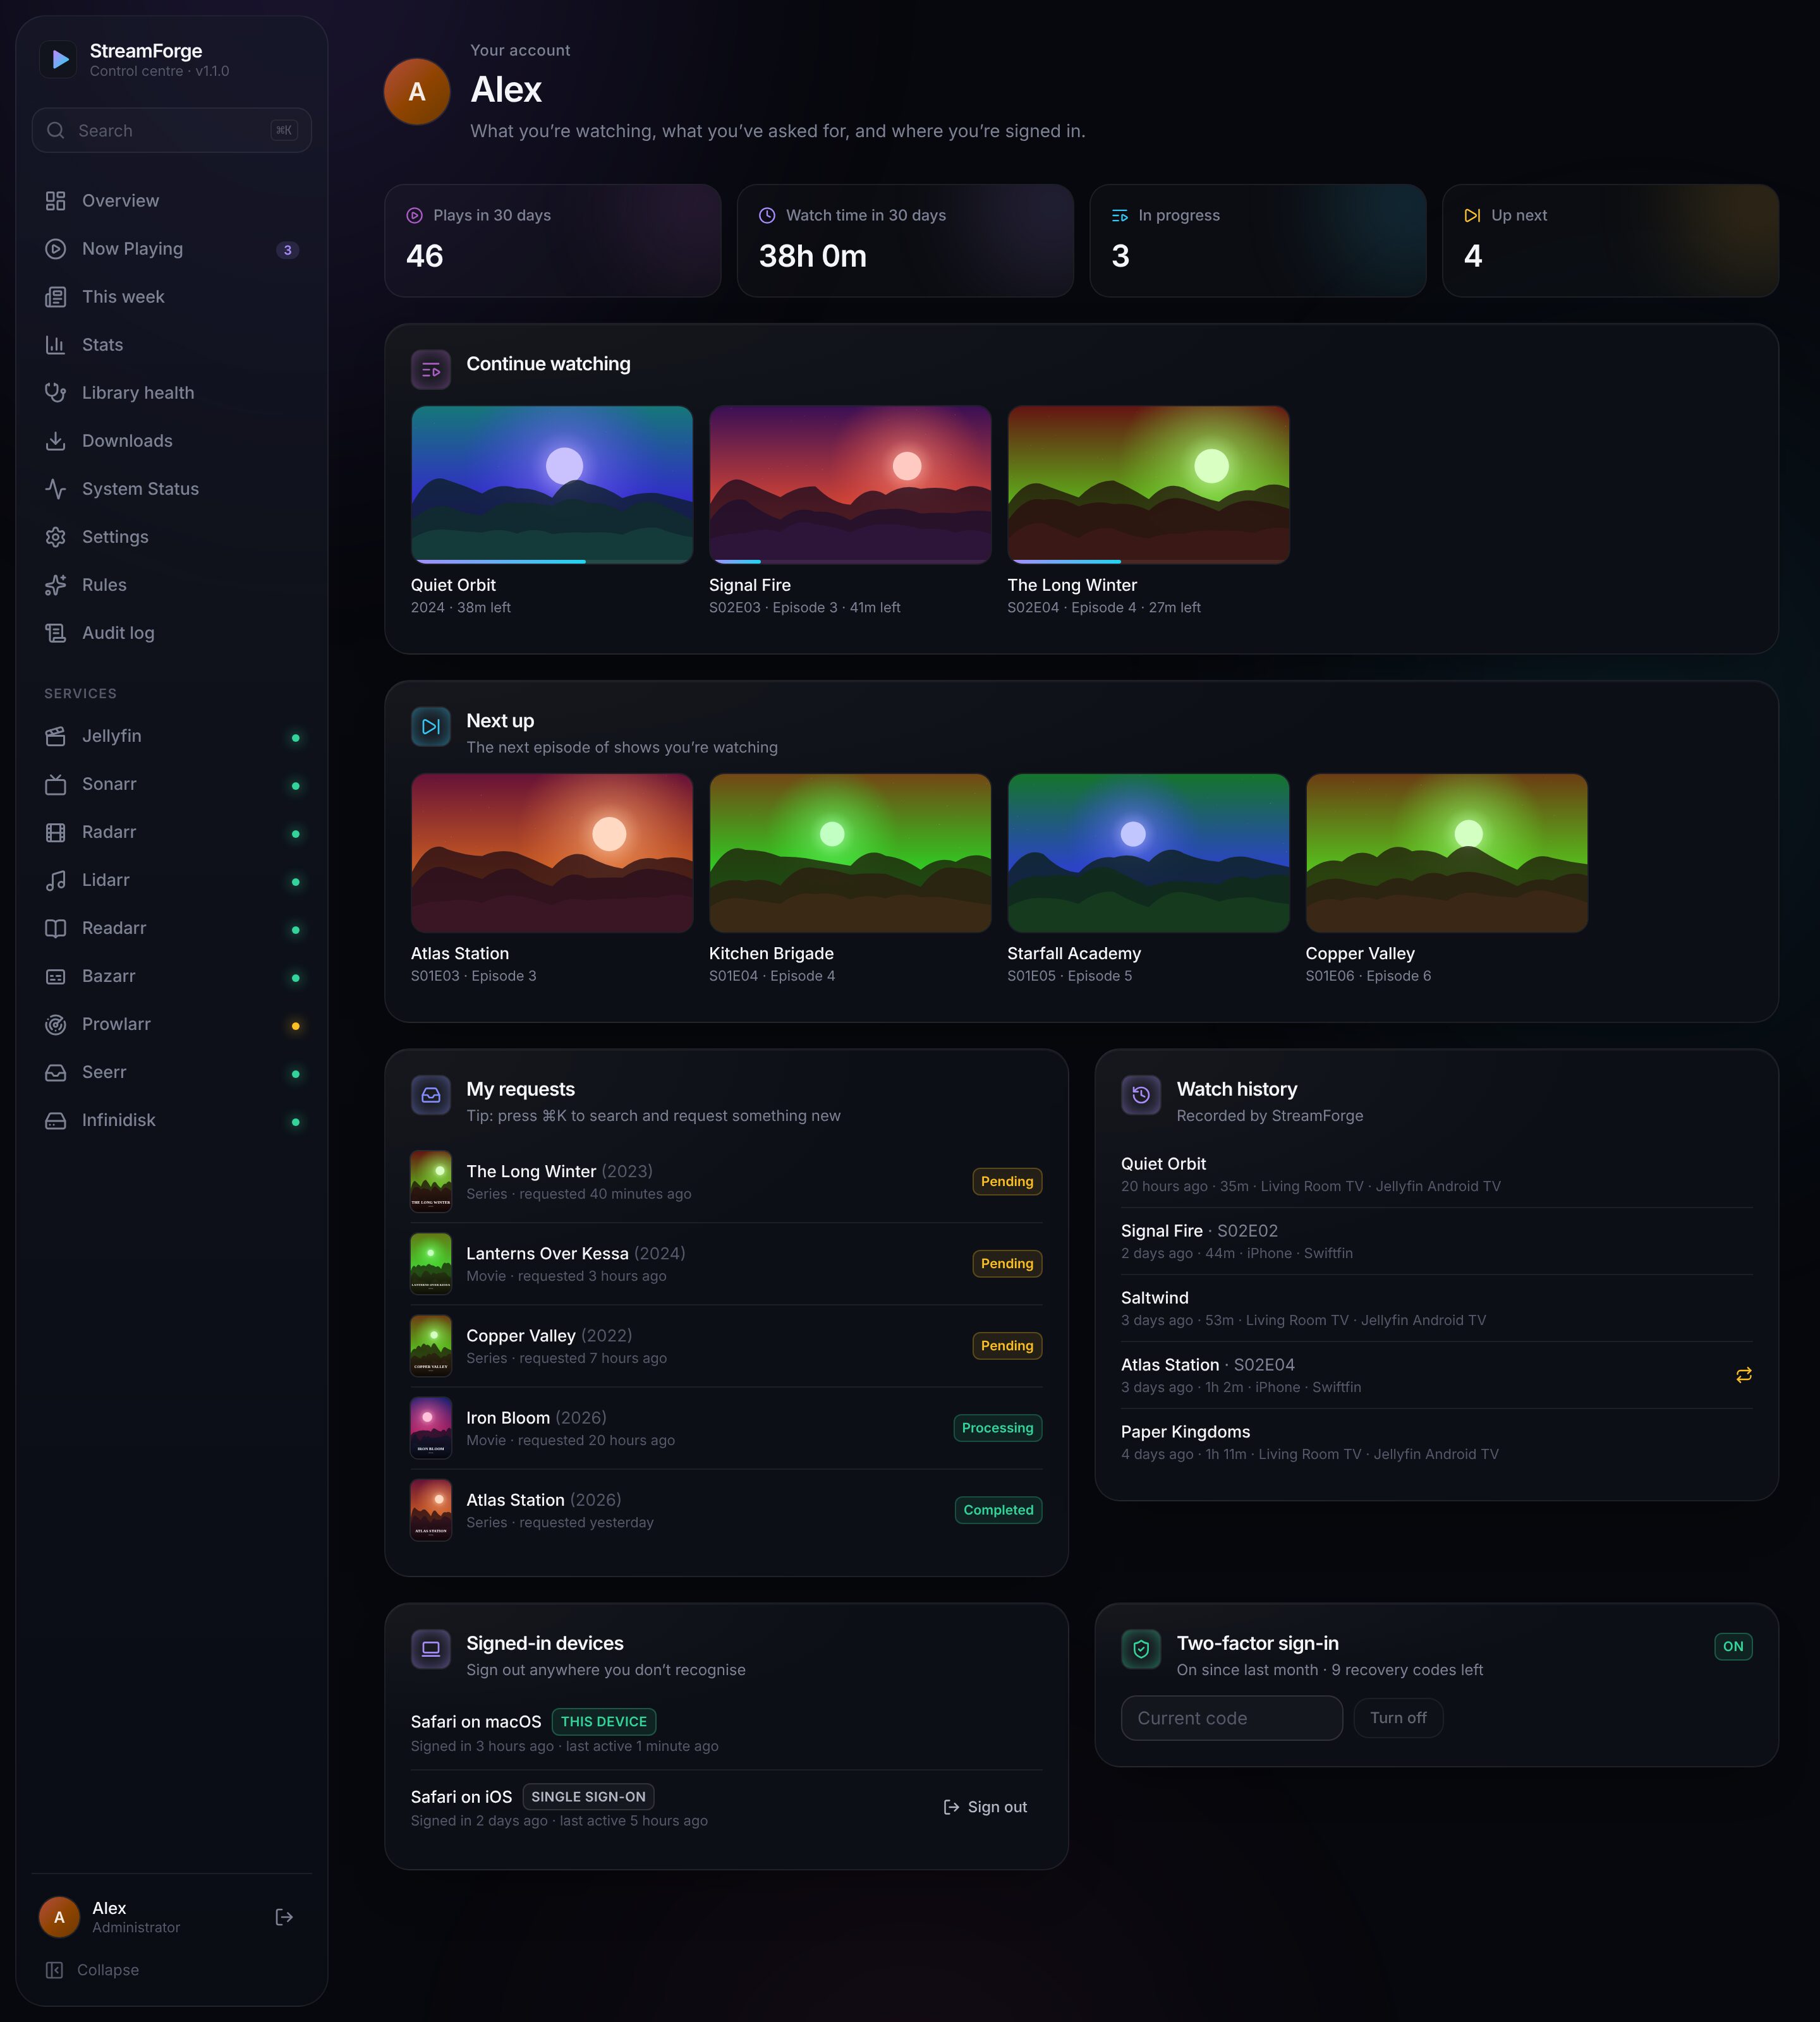 StreamForge
Control centre · v1.1.0
Search ⌘K
Overview
Now Playing 3
This week
Stats
Library health
Downloads
System Status
Settings
Rules
Audit log
SERVICES
Jellyfin
Sonarr
Radarr
Lidarr
Readarr
Bazarr
Prowlarr
Seerr
Infinidisk
A
Alex
Administrator
Collapse
A
Your account
Alex
What you’re watching, what you’ve asked for, and where you’re signed in.
Plays in 30 days
46
Watch time in 30 days
38h 0m
In progress
3
Up next
4
Continue watching
Quiet Orbit
2024 · 38m left
Signal Fire
S02E03 · Episode 3 · 41m left
The Long Winter
S02E04 · Episode 4 · 27m left
Next up
The next episode of shows you’re watching
Atlas Station
S01E03 · Episode 3
Kitchen Brigade
S01E04 · Episode 4
Starfall Academy
S01E05 · Episode 5
Copper Valley
S01E06 · Episode 6
My requests
Tip: press ⌘K to search and request something new
THE LONG WINTER
The Long Winter (2023)
Series · requested 40 minutes ago
Pending
LANTERNS OVER KESSA
Lanterns Over Kessa (2024)
Movie · requested 3 hours ago
Pending
COPPER VALLEY
Copper Valley (2022)
Series · requested 7 hours ago
Pending
IRON BLOOM
Iron Bloom (2026)
Movie · requested 20 hours ago
Processing
ATLAS STATION
Atlas Station (2026)
Series · requested yesterday
Completed
Watch history
Recorded by StreamForge
Quiet Orbit
20 hours ago · 35m · Living Room TV · Jellyfin Android TV
Signal Fire · S02E02
2 days ago · 44m · iPhone · Swiftfin
Saltwind
3 days ago · 53m · Living Room TV · Jellyfin Android TV
Atlas Station · S02E04
3 days ago · 1h 2m · iPhone · Swiftfin
Paper Kingdoms
4 days ago · 1h 11m · Living Room TV · Jellyfin Android TV
Signed-in devices
Sign out anywhere you don’t recognise
Safari on macOS THIS DEVICE
Signed in 3 hours ago · last active 1 minute ago
Safari on iOS SINGLE SIGN-ON
Signed in 2 days ago · last active 5 hours ago
Sign out
Two-factor sign-in
On since last month · 9 recovery codes left
ON
Current code
Turn off